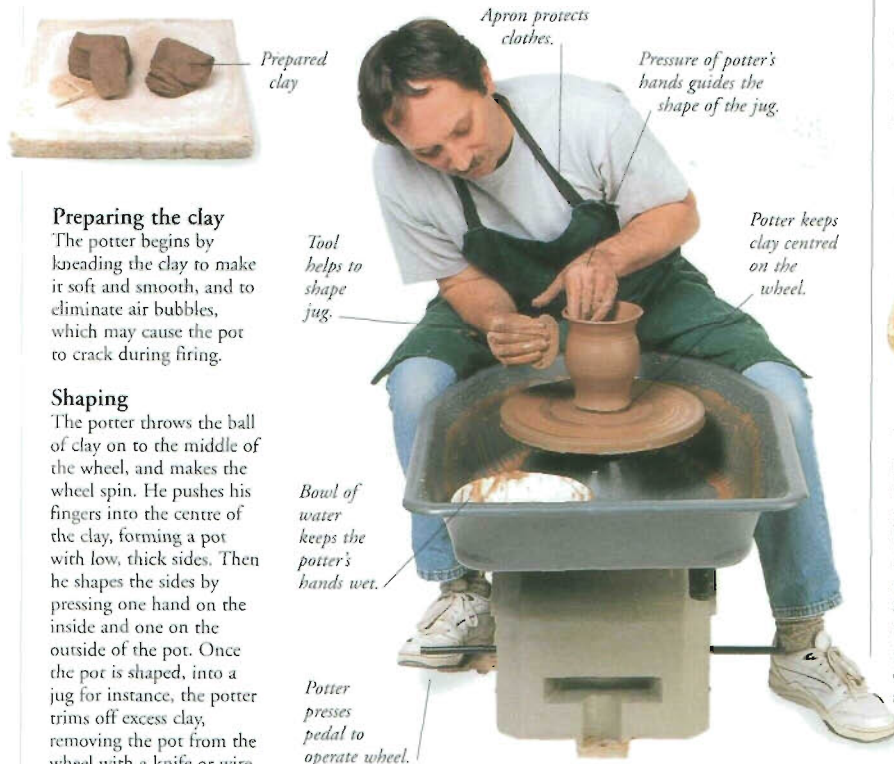 Prepared
clay
Apron protects
clothes.
Pressure of potter's
hands guides the
shape of the jug.
Preparing the clay
The potter begins by
kneading the clay to make
it soft and smooth, and to
eliminate air bubbles,
which may cause the pot
to crack during firing.
Tool
helps to
shape
jug.
Potter keeps
clay centred
on the
wheel.
Shaping
The potter throws the ball
of clay on to the middle of
the wheel, and makes the
wheel spin. He pushes his
fingers into the centre of
the clay, forming a pot
with low, thick sides. Then
he shapes the sides by
pressing one hand on the
inside and one on the
outside of the pot. Once
the pot is shaped, into a
jug for instance, the potter
trims off excess clay,
removing the pot from the
wheel with a knife or wire.
Bowl of
water
keeps the
potter's
hands wet.
Potter
presses
pedal to
operate wheel.